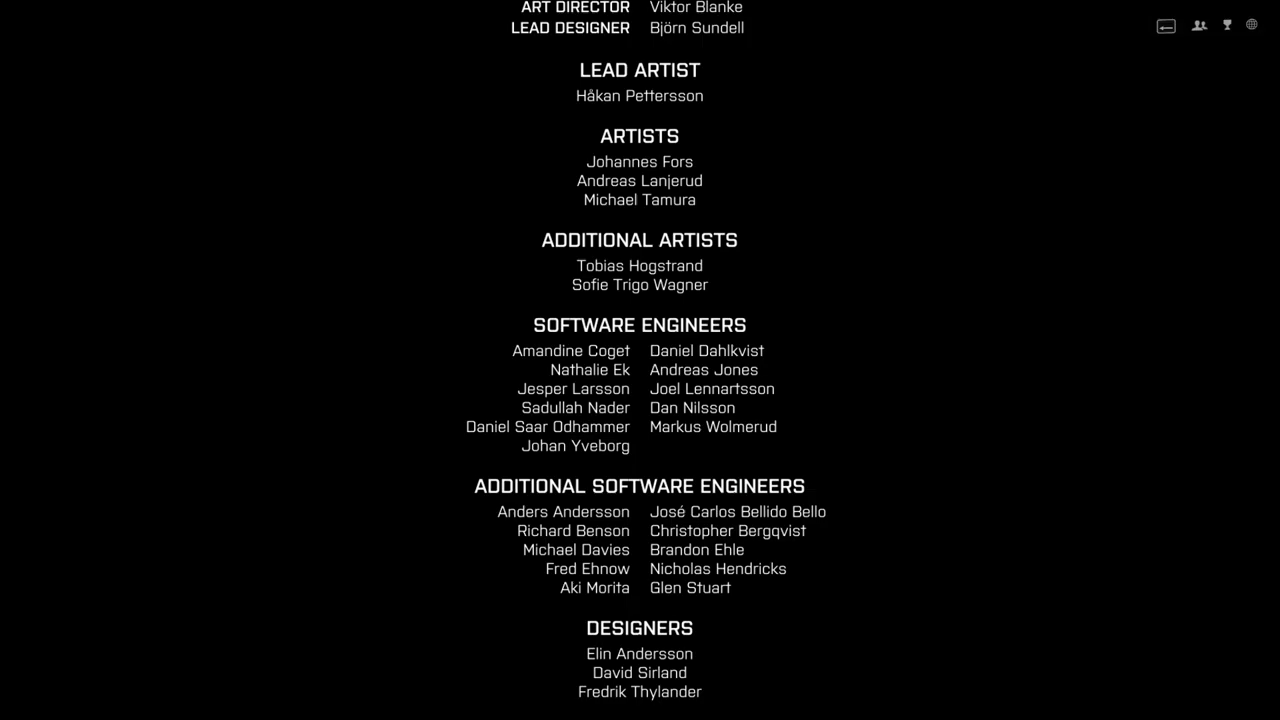 ART DIRECTOR Viktor Blanke
LEAD DESIGNER Björn Sundell
LEAD ARTIST
Håkan Pettersson
ARTISTS
Johannes Fors
Andreas Lanjerud
Michael Tamura
ADDITIONAL ARTISTS
Tobias Hogstrand
Sofie Trigo Wagner
SOFTWARE ENGINEERS
Amandine Coget Daniel Dahlkvist
Nathalie Ek Andreas Jones
Jesper Larsson Joel Lennartsson
Sadullah Nader Dan Nilsson
Daniel Saar Odhammer Markus Wolmerud
Johan Yveborg
ADDITIONAL SOFTWARE ENGINEERS
Anders Andersson José Carlos Bellido Bello
Richard Benson Christopher Bergqvist
Michael Davies Brandon Ehle
Fred Ehnow Nicholas Hendricks
Aki Morita Glen Stuart
DESIGNERS
Elin Andersson
David Sirland
Fredrik Thylander